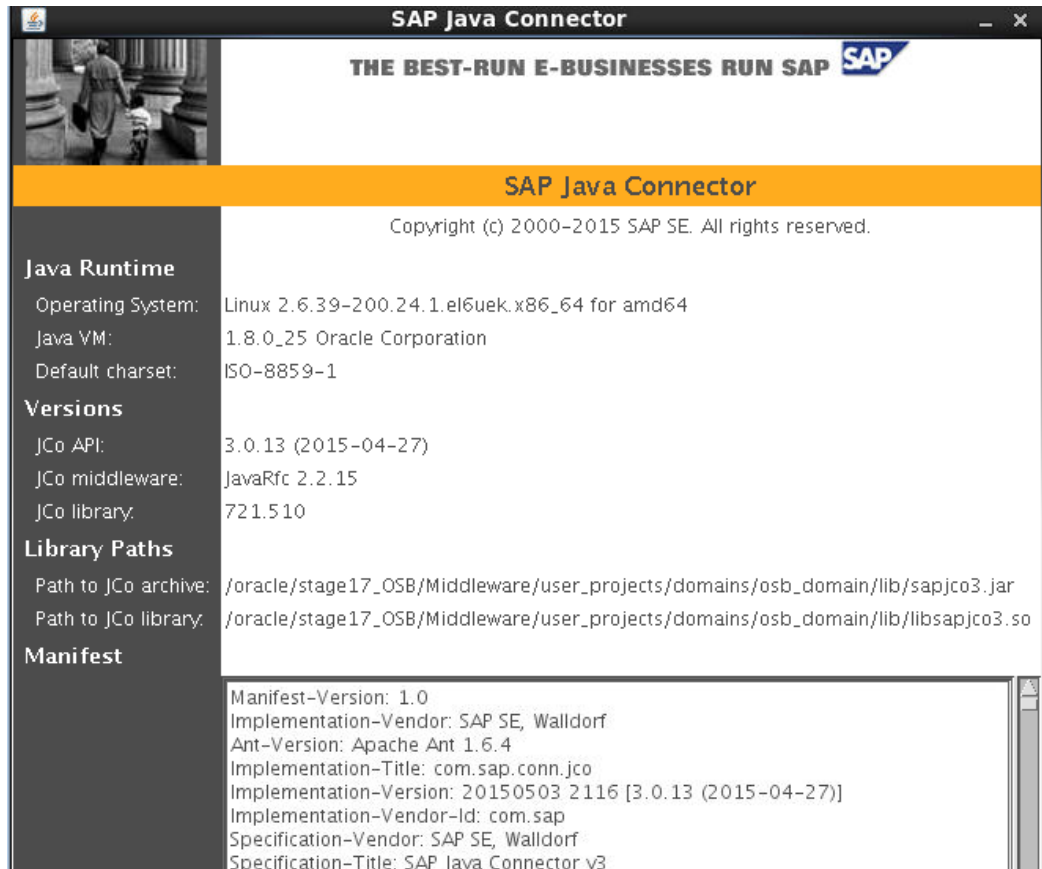 SAP Java Connector
THE BEST-RUN E-BUSINESSES RUN SAP SAP
SAP Java Connector
Copyright (c) 2000-2015 SAP SE. All rights reserved.
Java Runtime
Operating System: Linux 2.6.39-200.24.1.el6uek.x86_64 for amd64
Java VM: 1.8.0_25 Oracle Corporation
Default charset: ISO-8859-1
Versions
JCo API: 3.0.13 (2015-04-27)
JCo middleware: JavaRfc 2.2.15
JCo library: 721.510
Library Paths
Path to JCo archive: /oracle/stage17_OSB/Middleware/user_projects/domains/osb_domain/lib/sapjco3.jar
Path to JCo library: /oracle/stage17_OSB/Middleware/user_projects/domains/osb_domain/lib/libsapjco3.so
Manifest
Manifest-Version: 1.0
Implementation-Vendor: SAP SE, Walldorf
Ant-Version: Apache Ant 1.6.4
Implementation-Title: com.sap.conn.jco
Implementation-Version: 20150503 2116 [3.0.13 (2015-04-27)]
Implementation-Vendor-Id: com.sap
Specification-Vendor: SAP SE, Walldorf
Specification-Title: SAP Java Connector v3